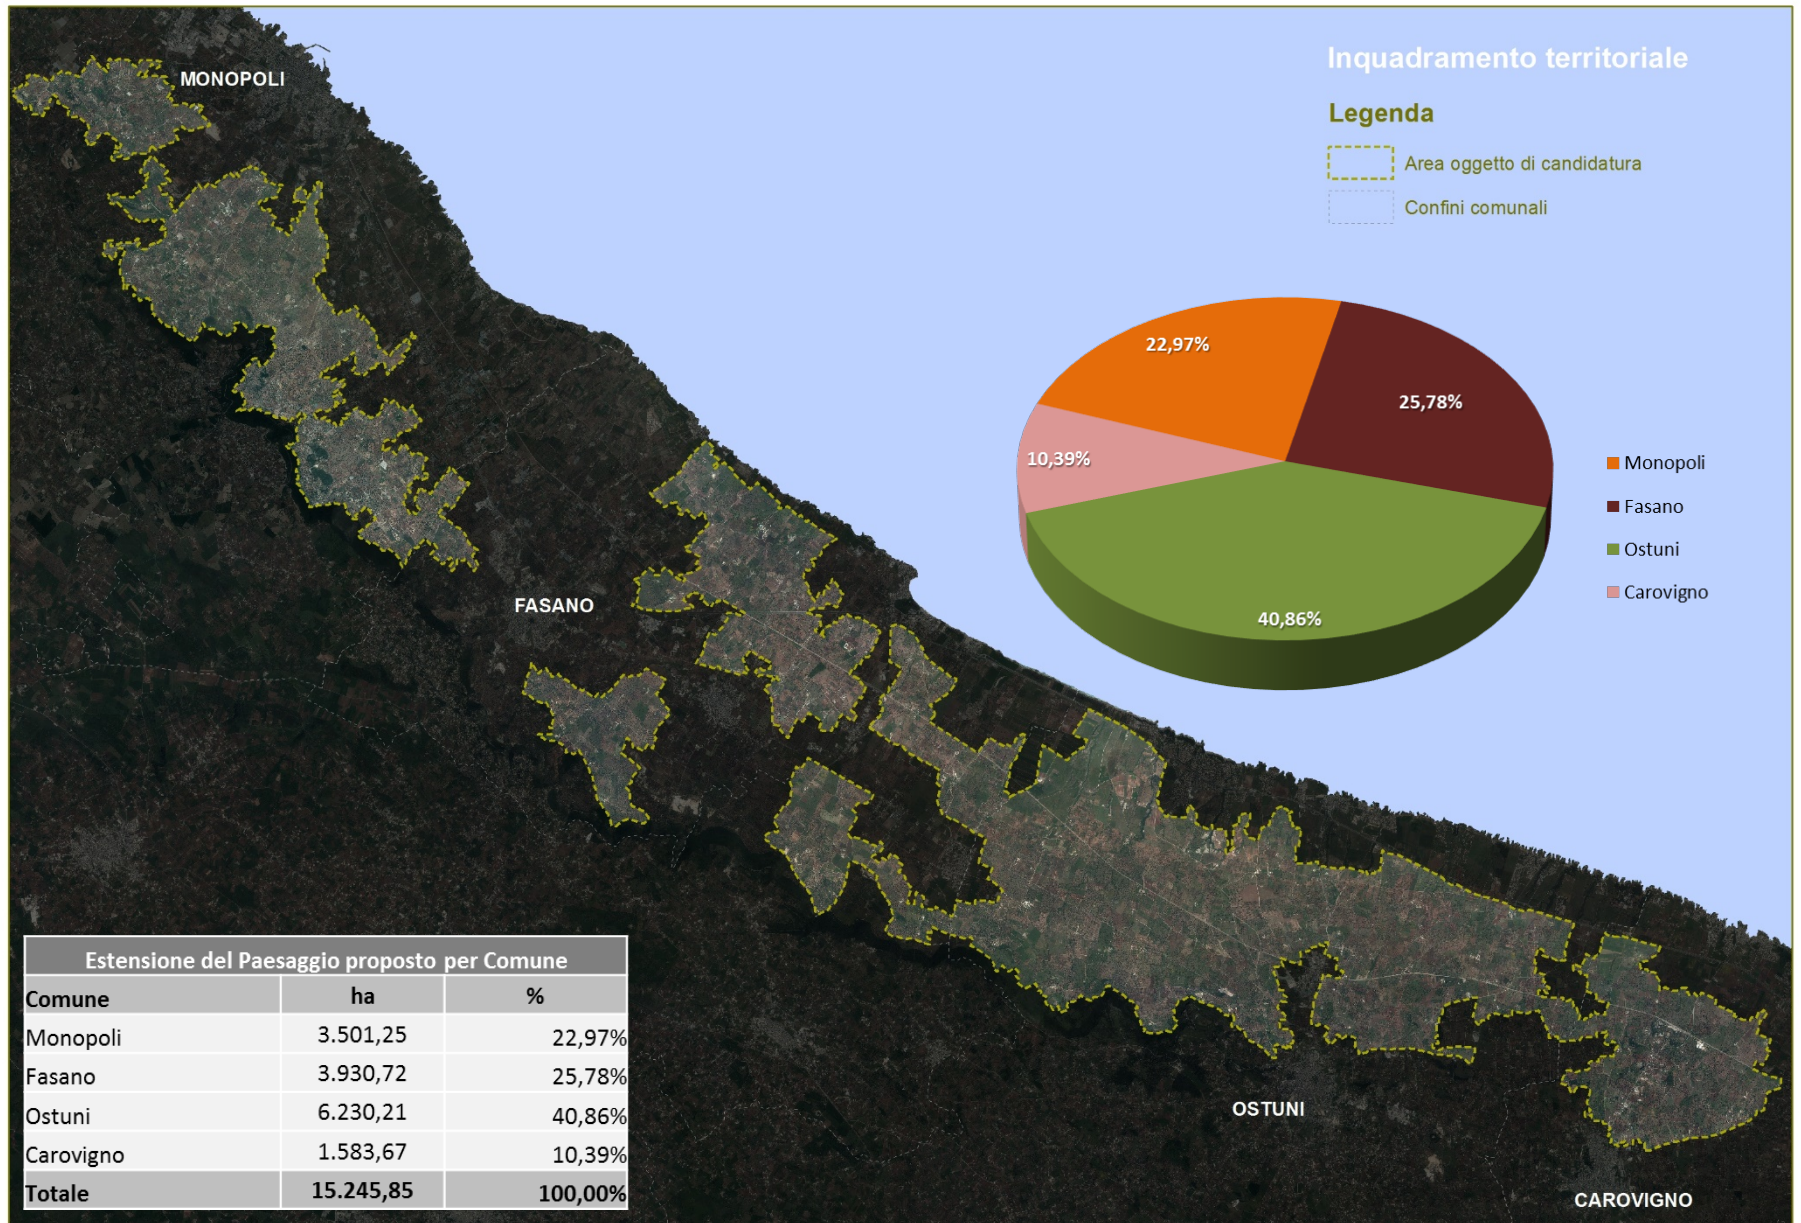 MONOPOLI
Inquadramento territoriale
Legenda
Area oggetto di candidatura
Confini comunali
22,97%
25,78%
10,39%
40,86%
Monopoli
Fasano
Ostuni
Carovigno
FASANO
OSTUNI
CAROVIGNO
Estensione del Paesaggio proposto per Comune
Comune ha %
Monopoli 3.501,25 22,97%
Fasano 3.930,72 25,78%
Ostuni 6.230,21 40,86%
Carovigno 1.583,67 10,39%
Totale 15.245,85 100,00%